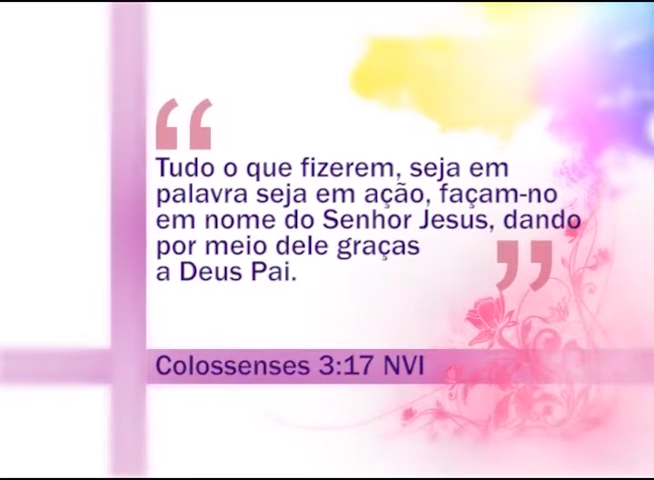 “
Tudo o que fizerem, seja em
palavra seja em ação, façam-no
em nome do Senhor Jesus, dando
por meio dele graças
a Deus Pai.
”
Colossenses 3:17 NVI